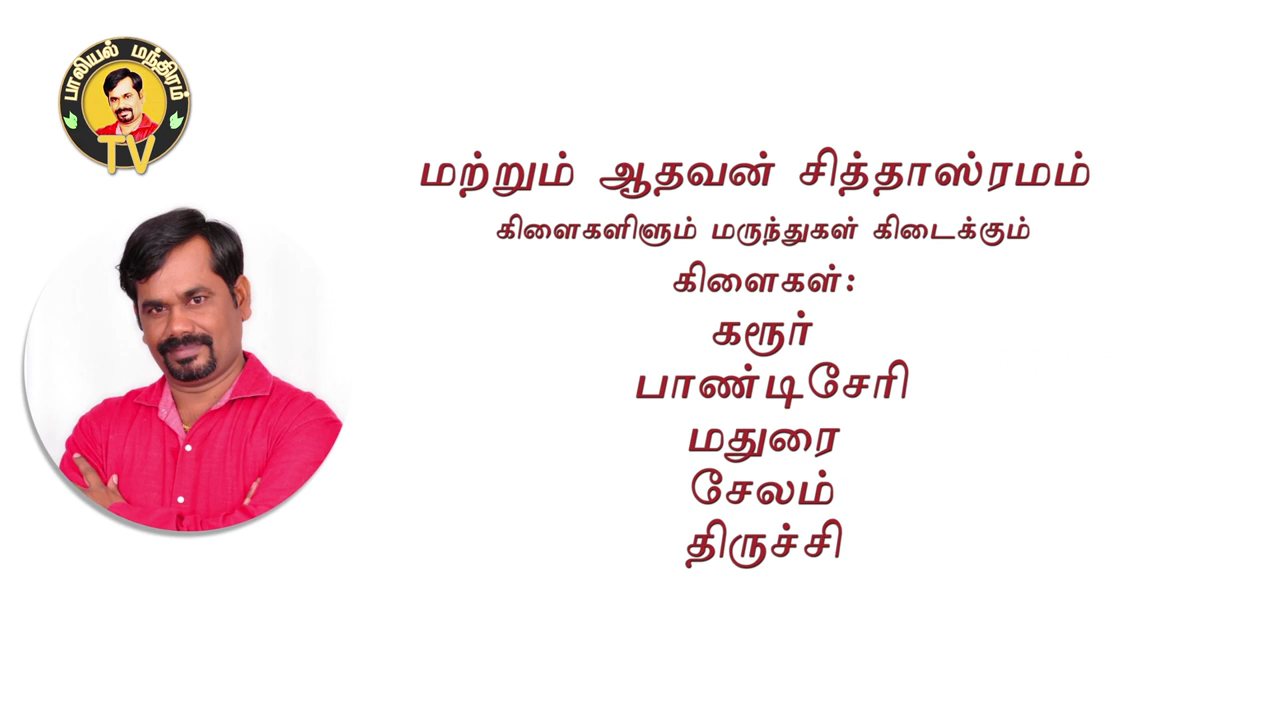 பாலியல் மந்திரம்
TV
மற்றும் ஆதவன் சித்தாஸ்ரமம்
கிளைகளிளும் மருந்துகள் கிடைக்கும்
கிளைகள்:
கரூர்
பாண்டிசேரி
மதுரை
சேலம்
திருச்சி